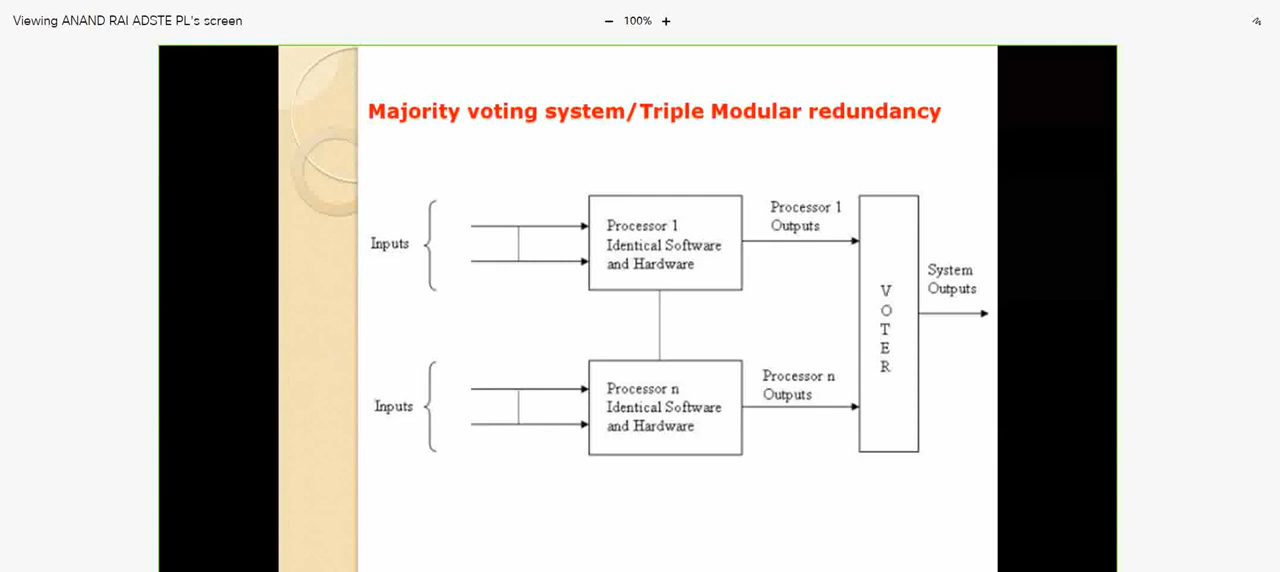 Viewing ANAND RAI ADSTE PL's screen
− 100% +
Majority voting system/Triple Modular redundancy
Inputs
Processor 1
Identical Software
and Hardware
Processor 1
Outputs
V
O
T
E
R
System
Outputs
Inputs
Processor n
Identical Software
and Hardware
Processor n
Outputs